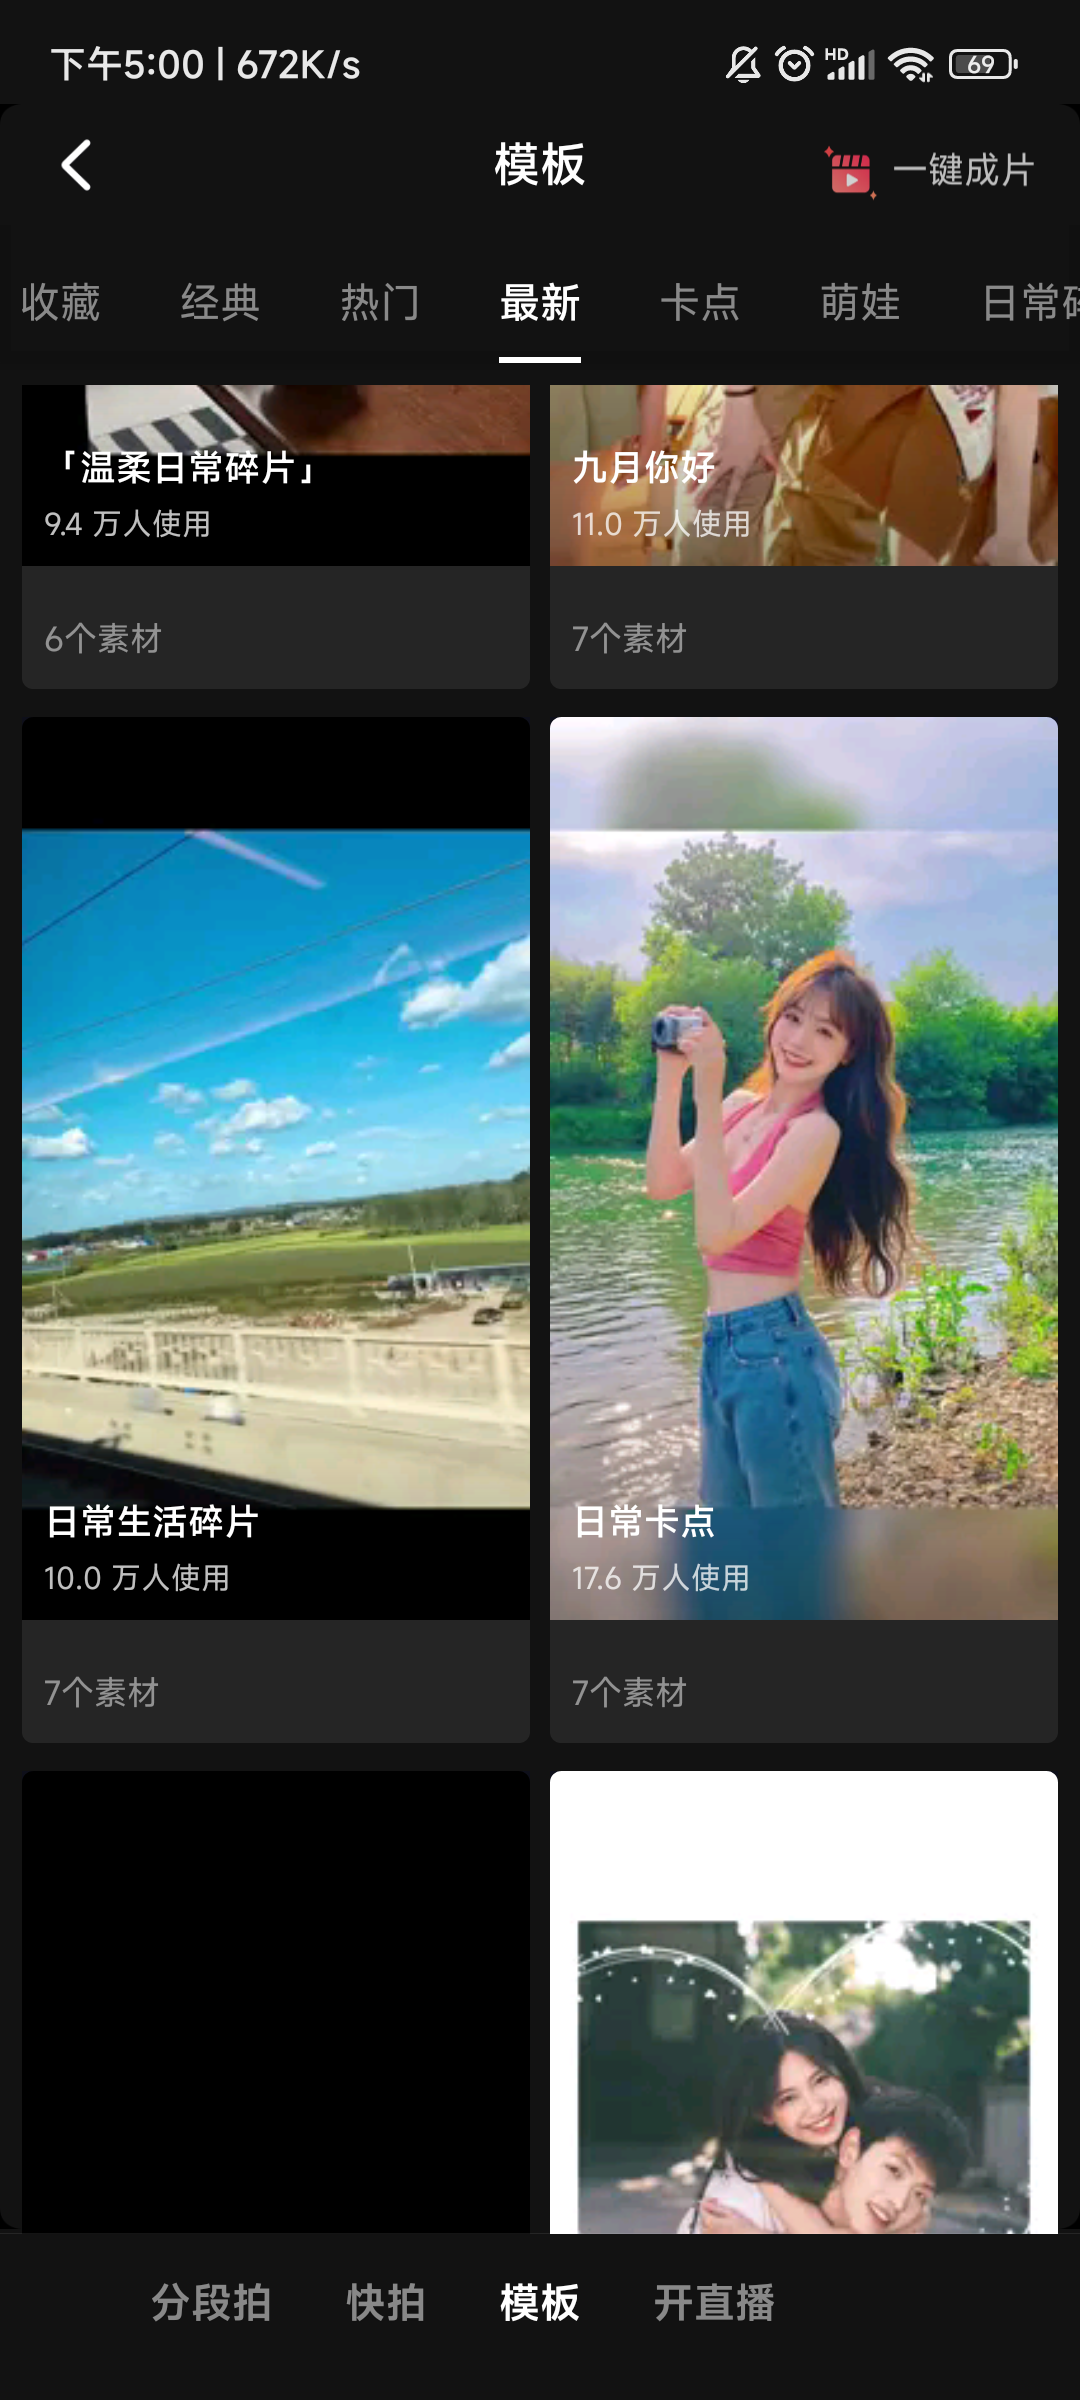 下午5:00 | 672K/s
HD
69
模板
一键成片
收藏 经典 热门 最新 卡点 萌娃 日常碎
「温柔日常碎片」
9.4 万人使用
6个素材
九月你好
11.0 万人使用
7个素材
日常生活碎片
10.0 万人使用
7个素材
日常卡点
17.6 万人使用
7个素材
分段拍 快拍 模板 开直播